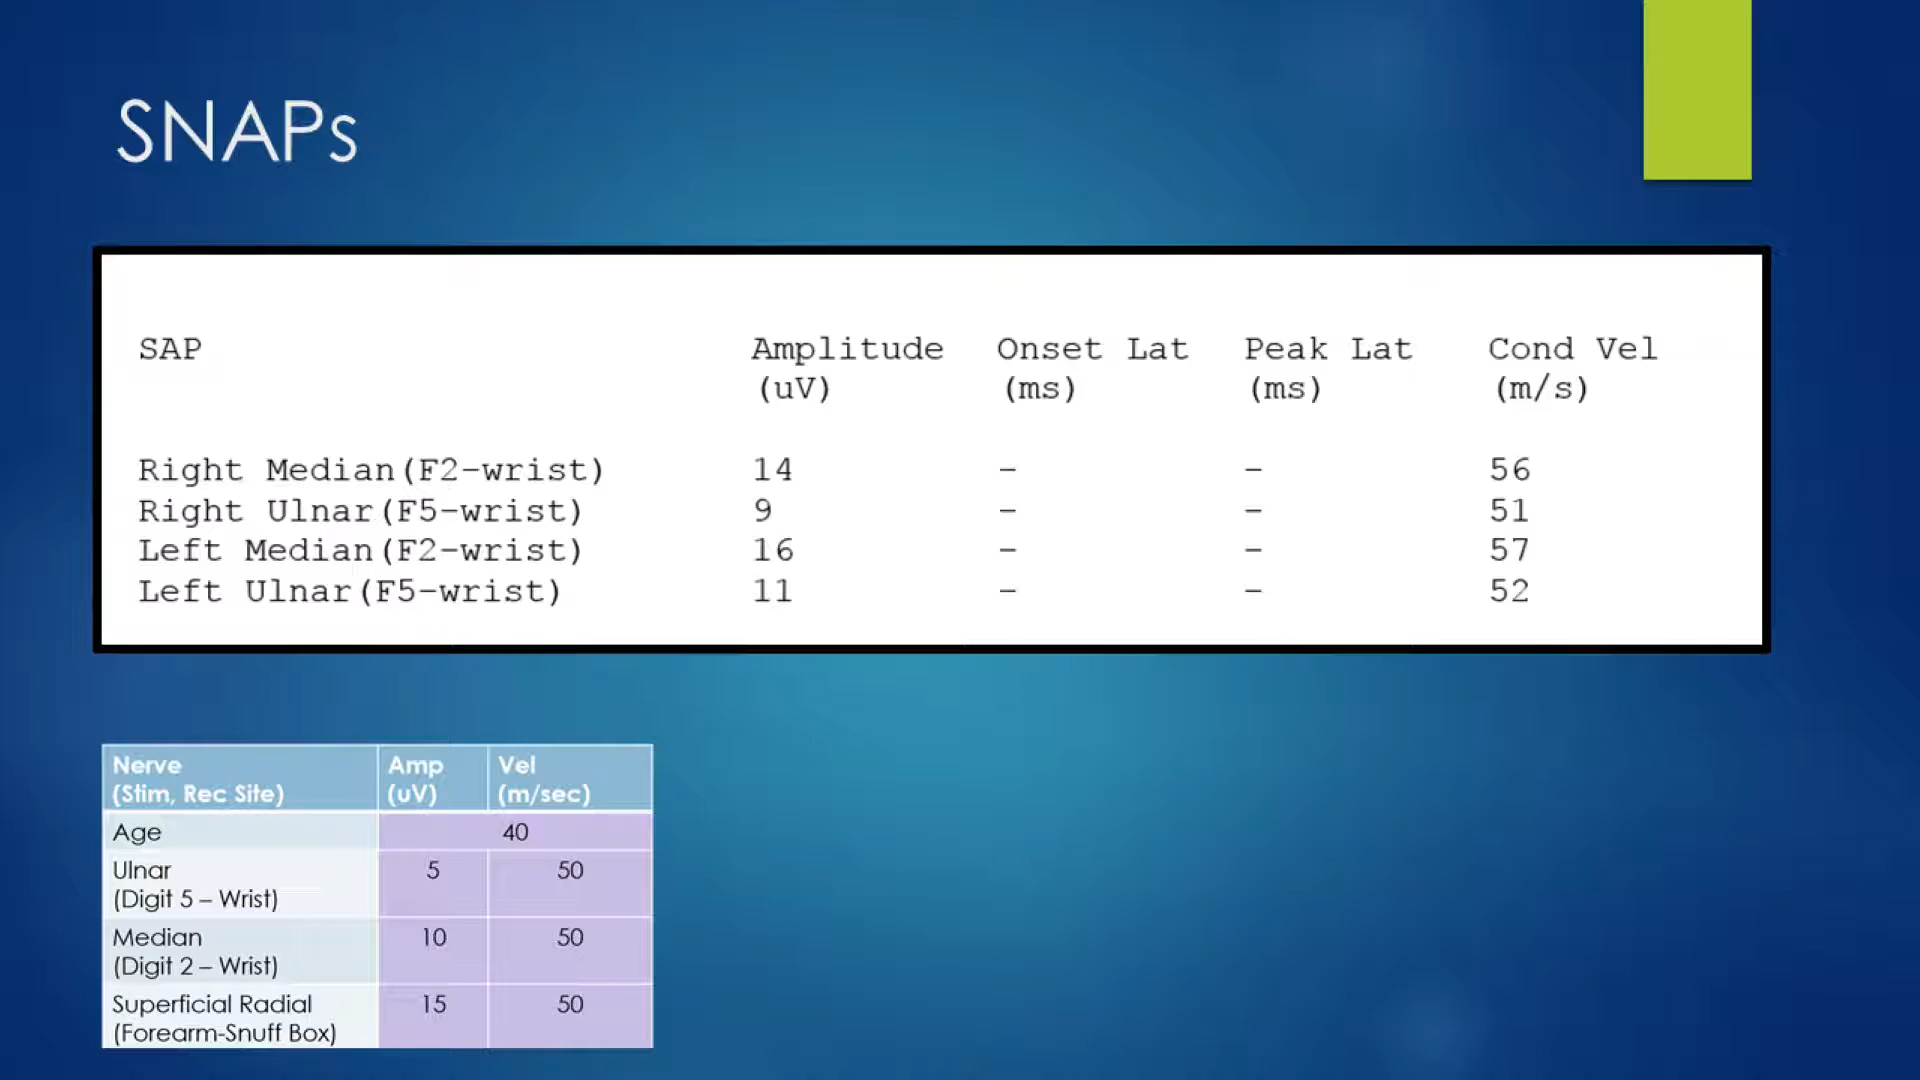 SNAPs
SAP Amplitude Onset Lat Peak Lat Cond Vel
(uV) (ms) (ms) (m/s)
Right Median(F2-wrist) 14 - - 56
Right Ulnar(F5-wrist) 9 - - 51
Left Median(F2-wrist) 16 - - 57
Left Ulnar(F5-wrist) 11 - - 52
Nerve Amp Vel
(Stim, Rec Site) (uV) (m/sec)
Age 40
Ulnar 5 50
(Digit 5 – Wrist)
Median 10 50
(Digit 2 – Wrist)
Superficial Radial 15 50
(Forearm-Snuff Box)